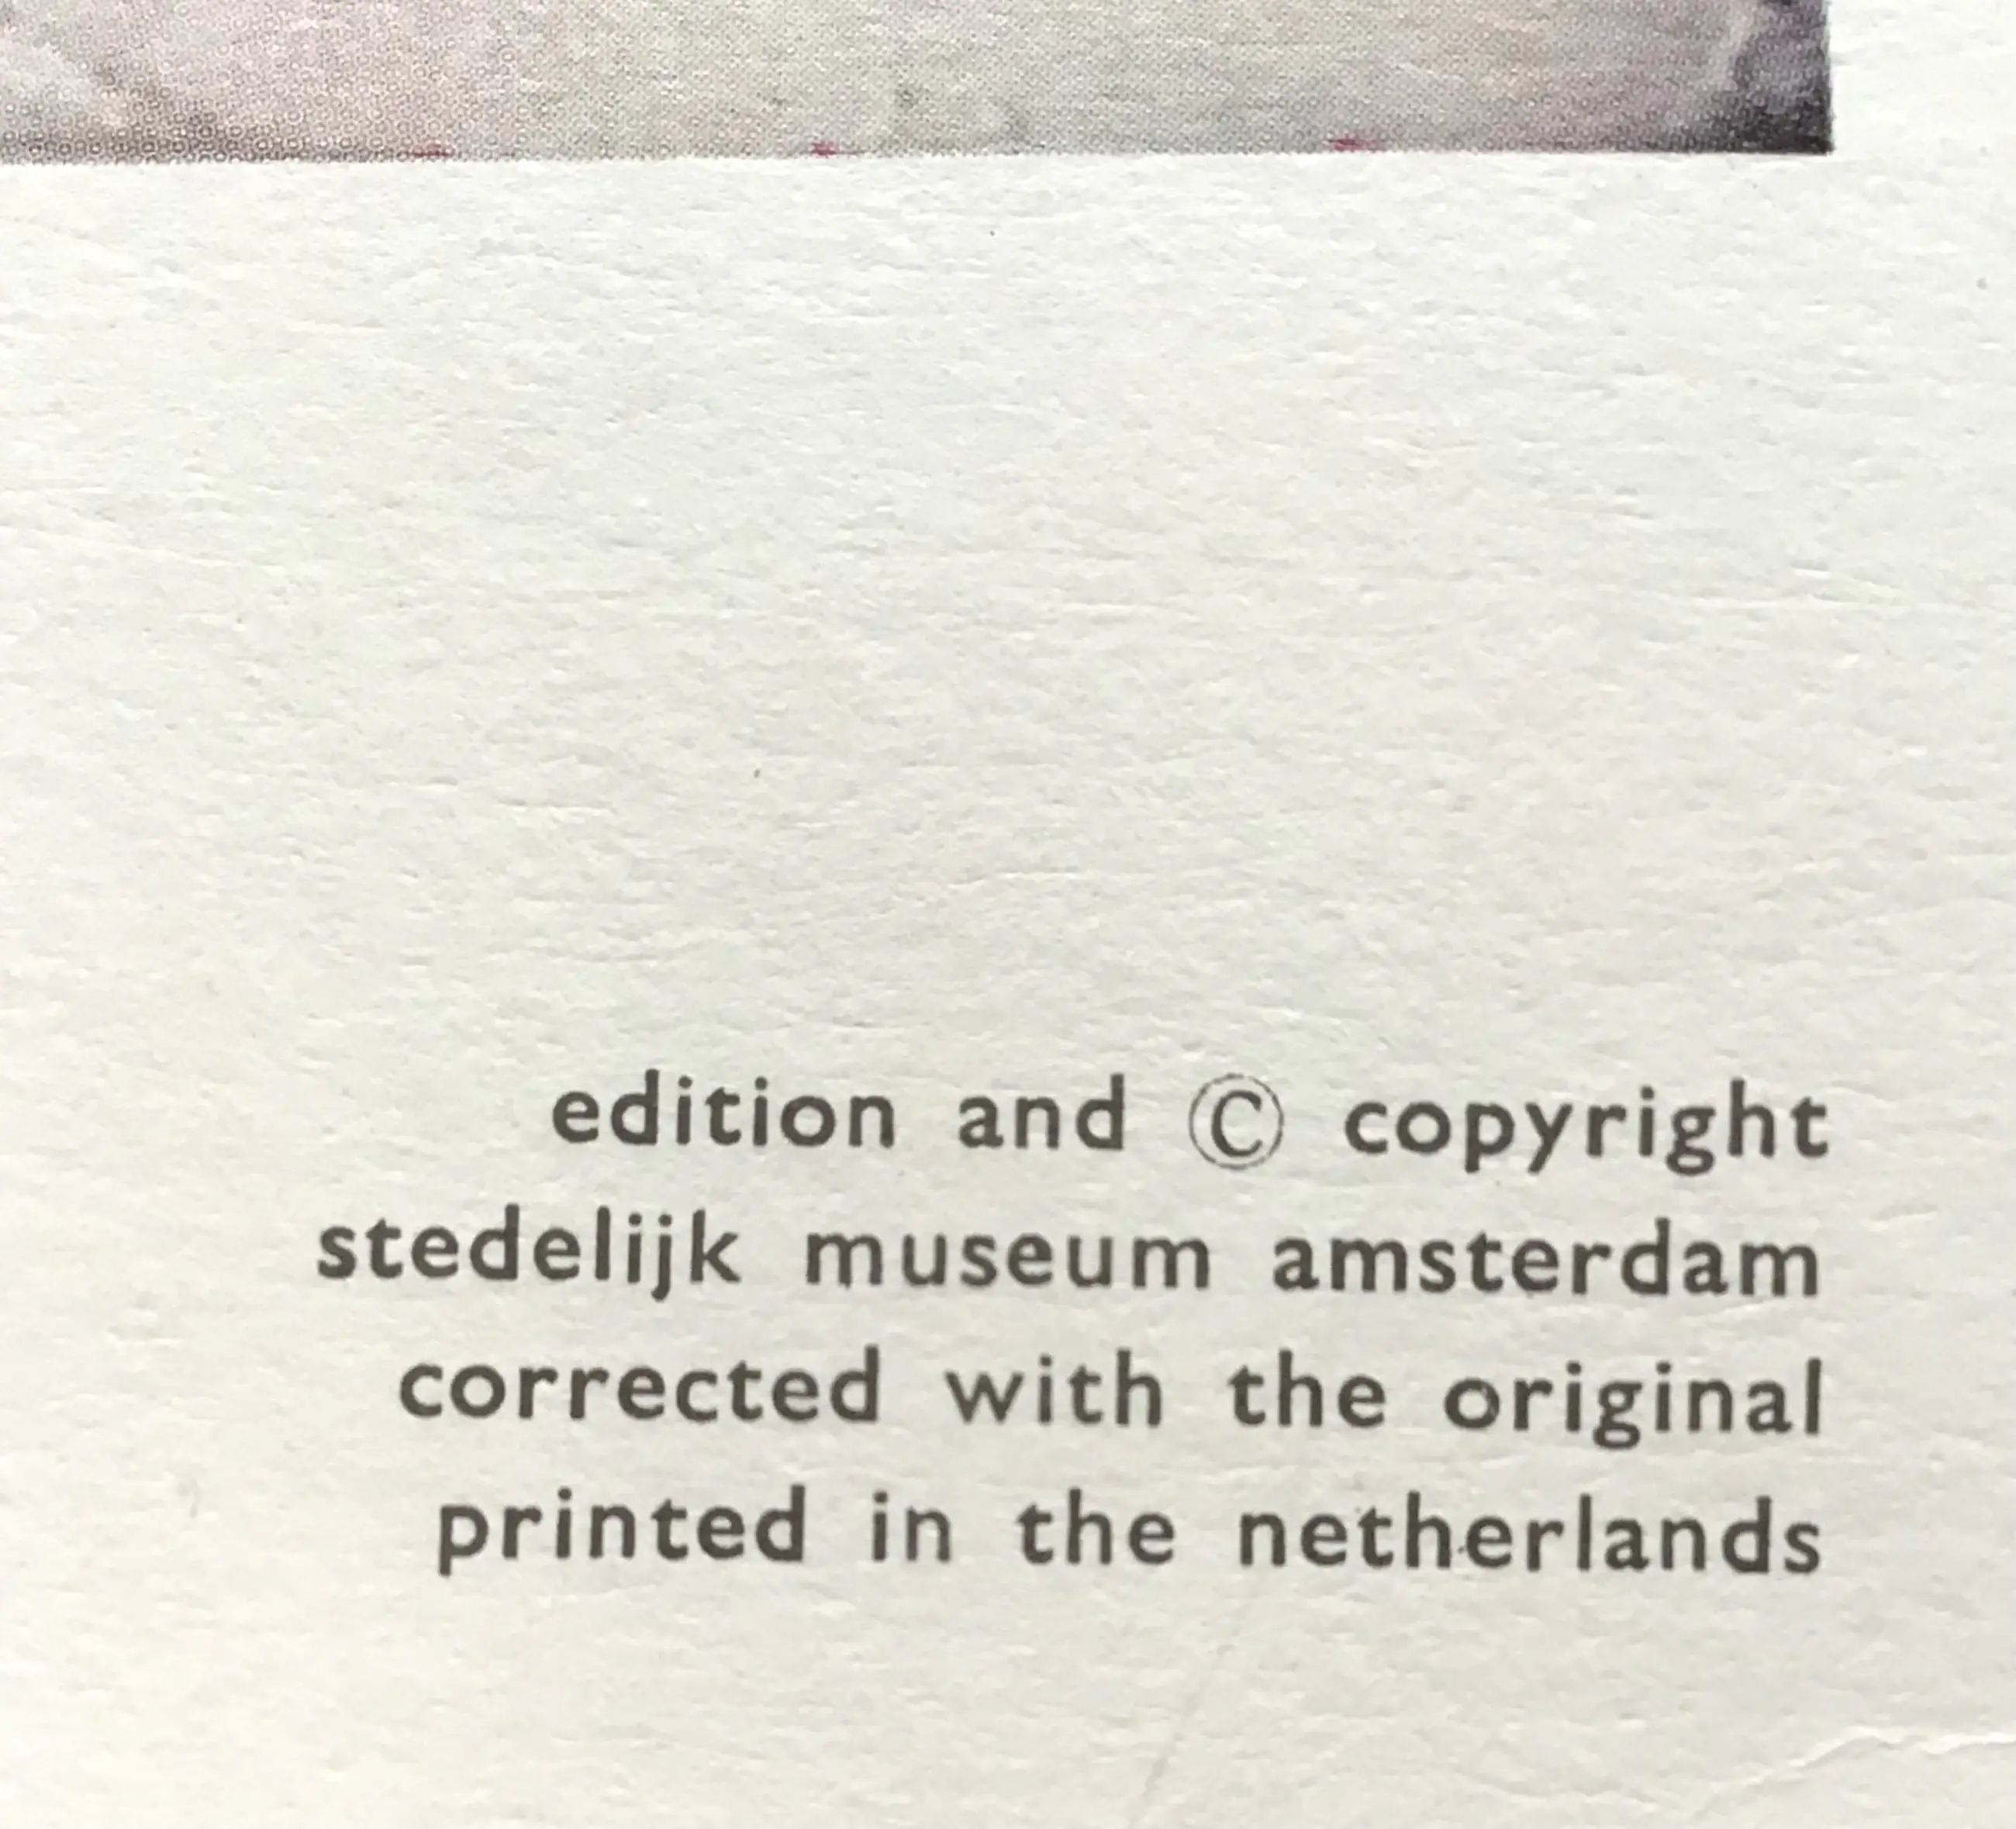 edition and © copyright
stedelijk museum amsterdam
corrected with the original
printed in the netherlands